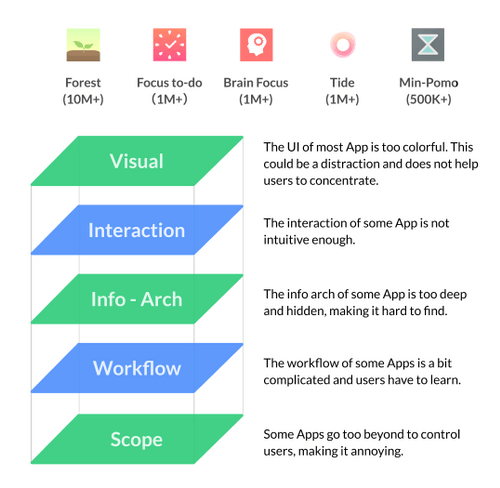 Forest Focus to-do Brain Focus Tide Min-Pomo
(10M+) (1M+) (1M+) (1M+) (500K+)
Visual
The UI of most App is too colorful. This
could be a distraction and does not help
users to concentrate.
Interaction
The interaction of some App is not
intuitive enough.
Info - Arch
The info arch of some App is too deep
and hidden, making it hard to find.
Workflow
The workflow of some Apps is a bit
complicated and users have to learn.
Scope
Some Apps go too beyond to control
users, making it annoying.